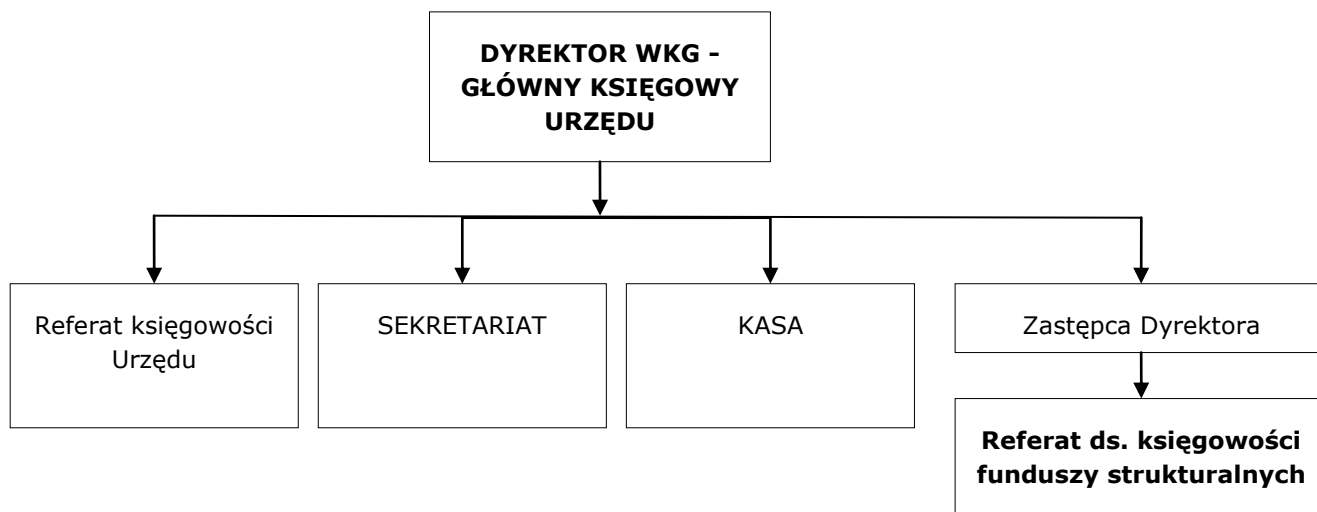 DYREKTOR WKG -
GŁÓWNY KSIĘGOWY
URZĘDU
Referat księgowości
Urzędu
SEKRETARIAT
KASA
Zastępca Dyrektora
Referat ds. księgowości
funduszy strukturalnych